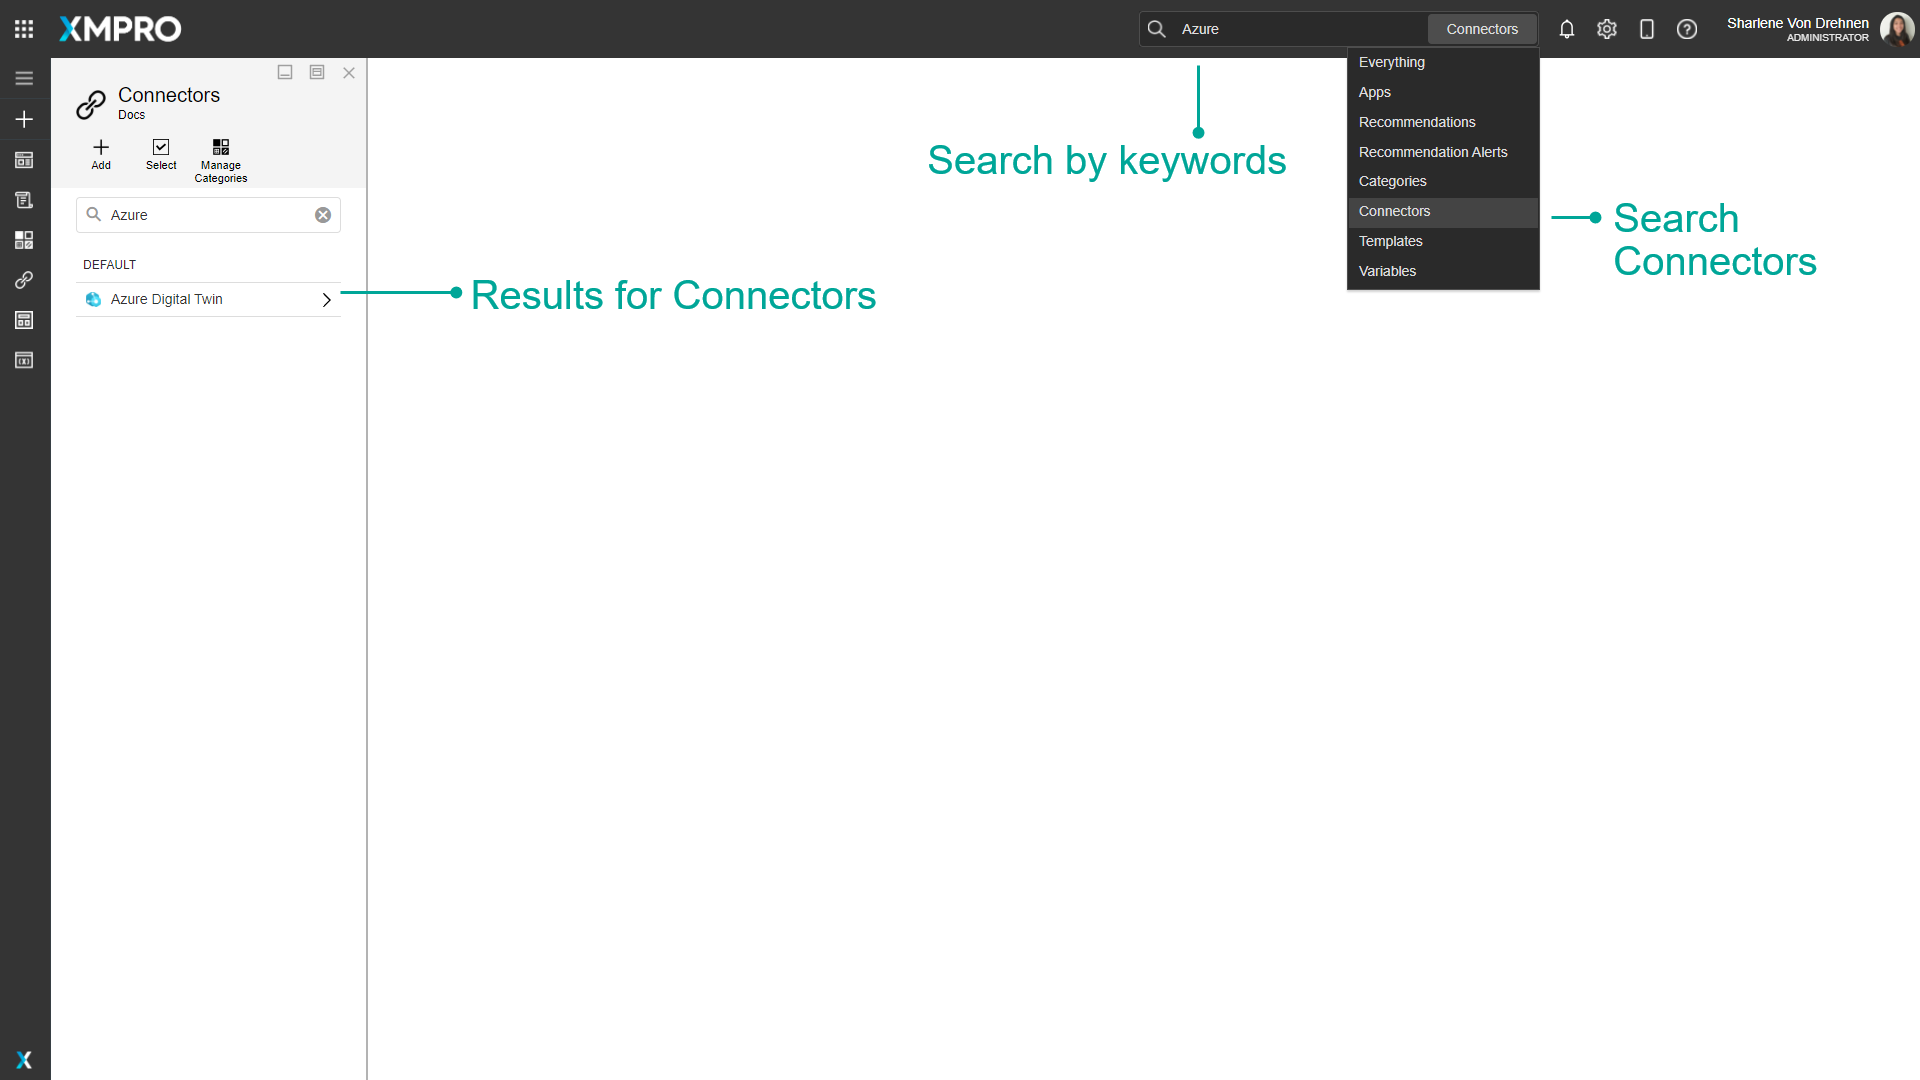 XMPRO
Azure
Connectors
Sharlene Von Drehnen
ADMINISTRATOR
Everything
Apps
Recommendations
Recommendation Alerts
Categories
Connectors
Templates
Variables
Search by keywords
Search
Connectors
Connectors
Docs
Add
Select
Manage
Categories
Azure
DEFAULT
Azure Digital Twin
Results for Connectors